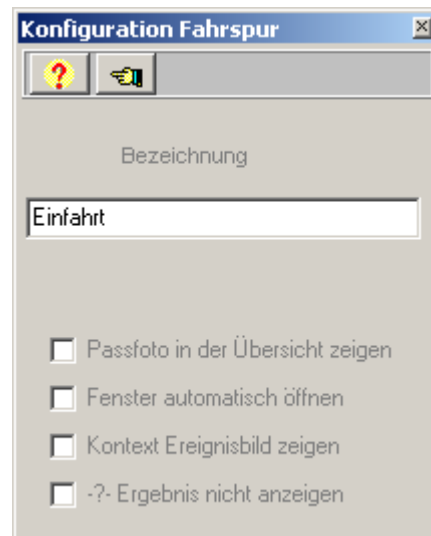 Konfiguration Fahrspur
?
Bezeichnung
Einfahrt
Passfoto in der Übersicht zeigen
Fenster automatisch öffnen
Kontext Ereignisbild zeigen
-?- Ergebnis nicht anzeigen